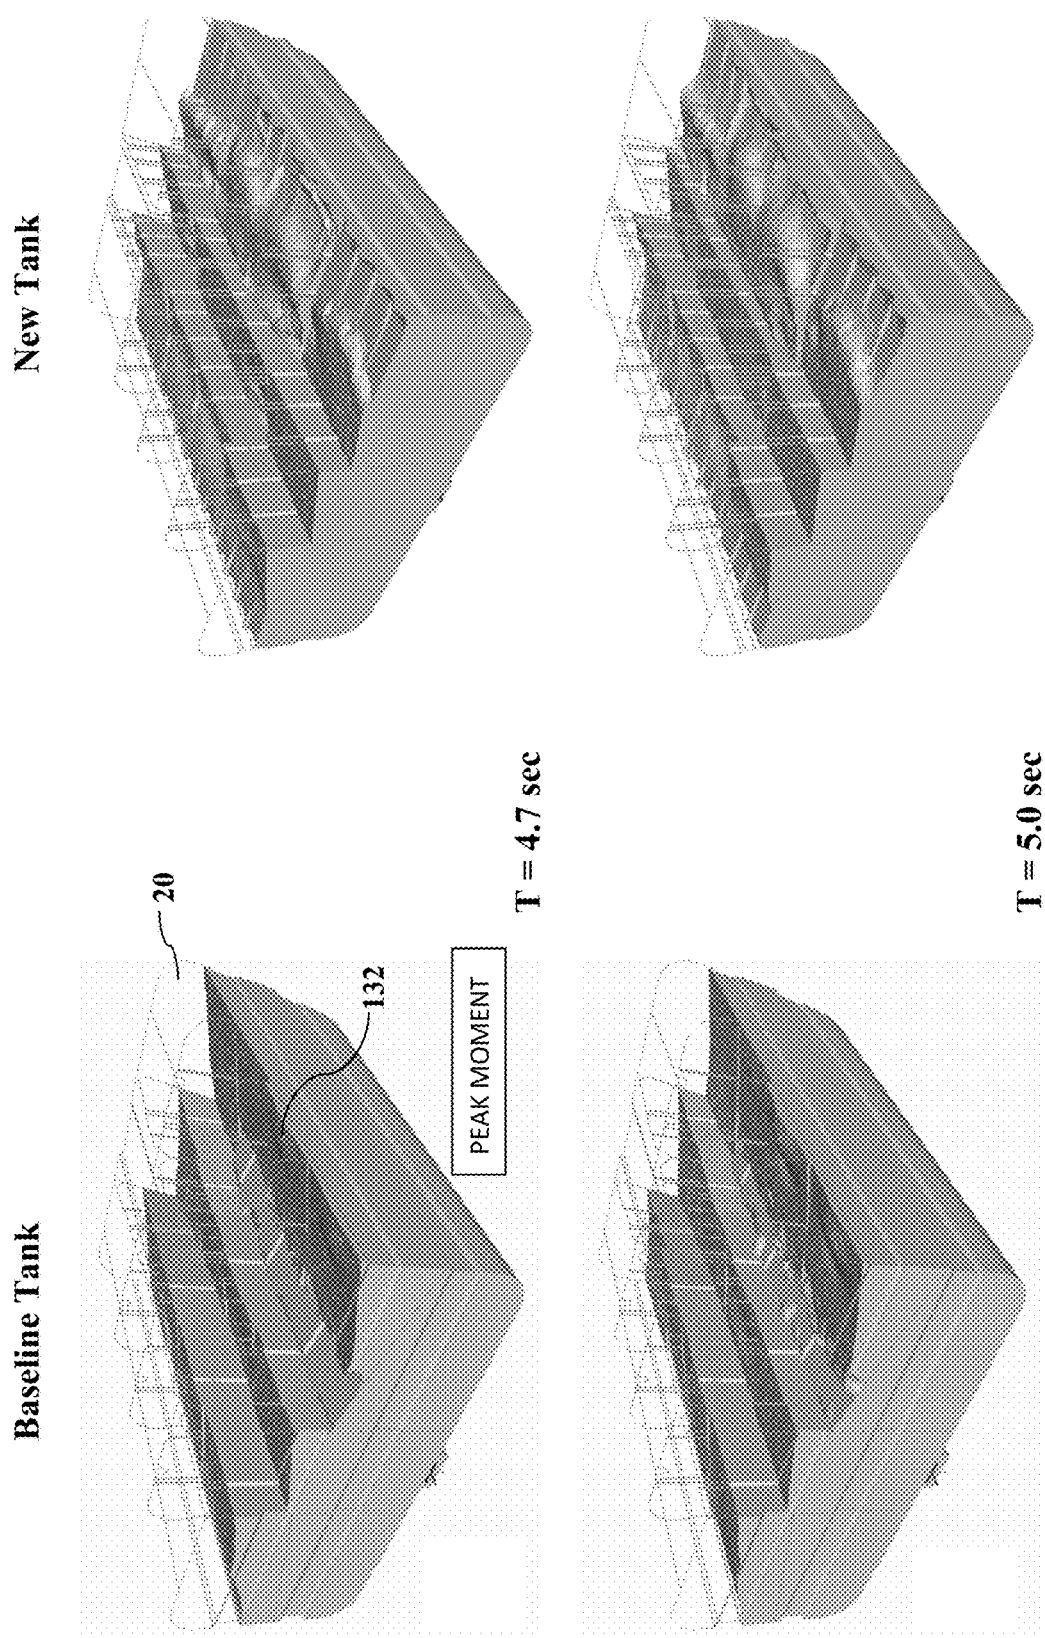 Baseline Tank
New Tank
20
132
PEAK MOMENT
T = 4.7 sec
T = 5.0 sec